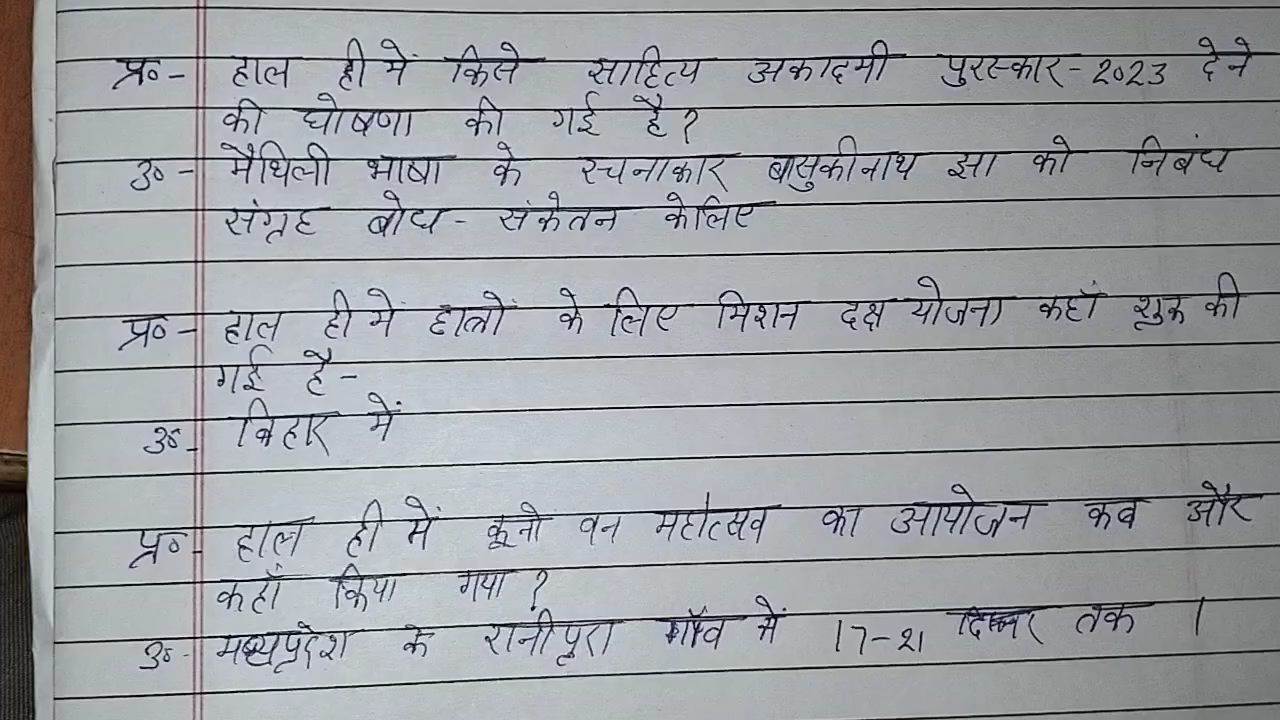 प्र०- हाल ही में किसे साहित्य अकादमी पुरस्कार-2023 देने
की घोषणा की गई है?
उ०- मैथिली भाषा के रचनाकार बासुकीनाथ झा को निबंध
संग्रह बोध-संकेतन केलिए
प्र०- हाल ही में छात्रों के लिए मिशन दक्ष योजना कहाँ शुरू की
गई है-
उ०- बिहार में
प्र०- हाल ही में कूनो वन महोत्सव का आयोजन कब और
कहाँ किया गया?
उ०- मध्यप्रदेश के रानीपुरा गाँव में 17-21 दिसम्बर तक ।